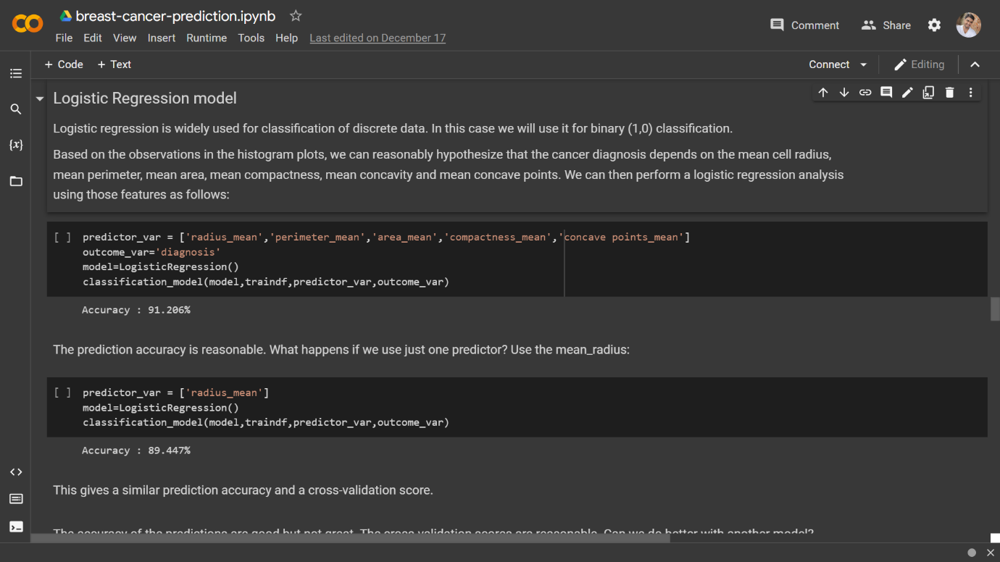 breast-cancer-prediction.ipynb
File Edit View Insert Runtime Tools Help Last edited on December 17
Comment Share
+ Code + Text
Connect Editing
Logistic Regression model
Logistic regression is widely used for classification of discrete data. In this case we will use it for binary (1,0) classification.
Based on the observations in the histogram plots, we can reasonably hypothesize that the cancer diagnosis depends on the mean cell radius,
mean perimeter, mean area, mean compactness, mean concavity and mean concave points. We can then perform a logistic regression analysis
using those features as follows:
[ ] predictor_var = ['radius_mean','perimeter_mean','area_mean','compactness_mean','concave points_mean']
outcome_var='diagnosis'
model=LogisticRegression()
classification_model(model,traindf,predictor_var,outcome_var)
Accuracy : 91.206%
The prediction accuracy is reasonable. What happens if we use just one predictor? Use the mean_radius:
[ ] predictor_var = ['radius_mean']
model=LogisticRegression()
classification_model(model,traindf,predictor_var,outcome_var)
Accuracy : 89.447%
This gives a similar prediction accuracy and a cross-validation score.
The accuracy of the predictions are good but not great. The cross-validation scores are reasonable. Can we do better with another model?